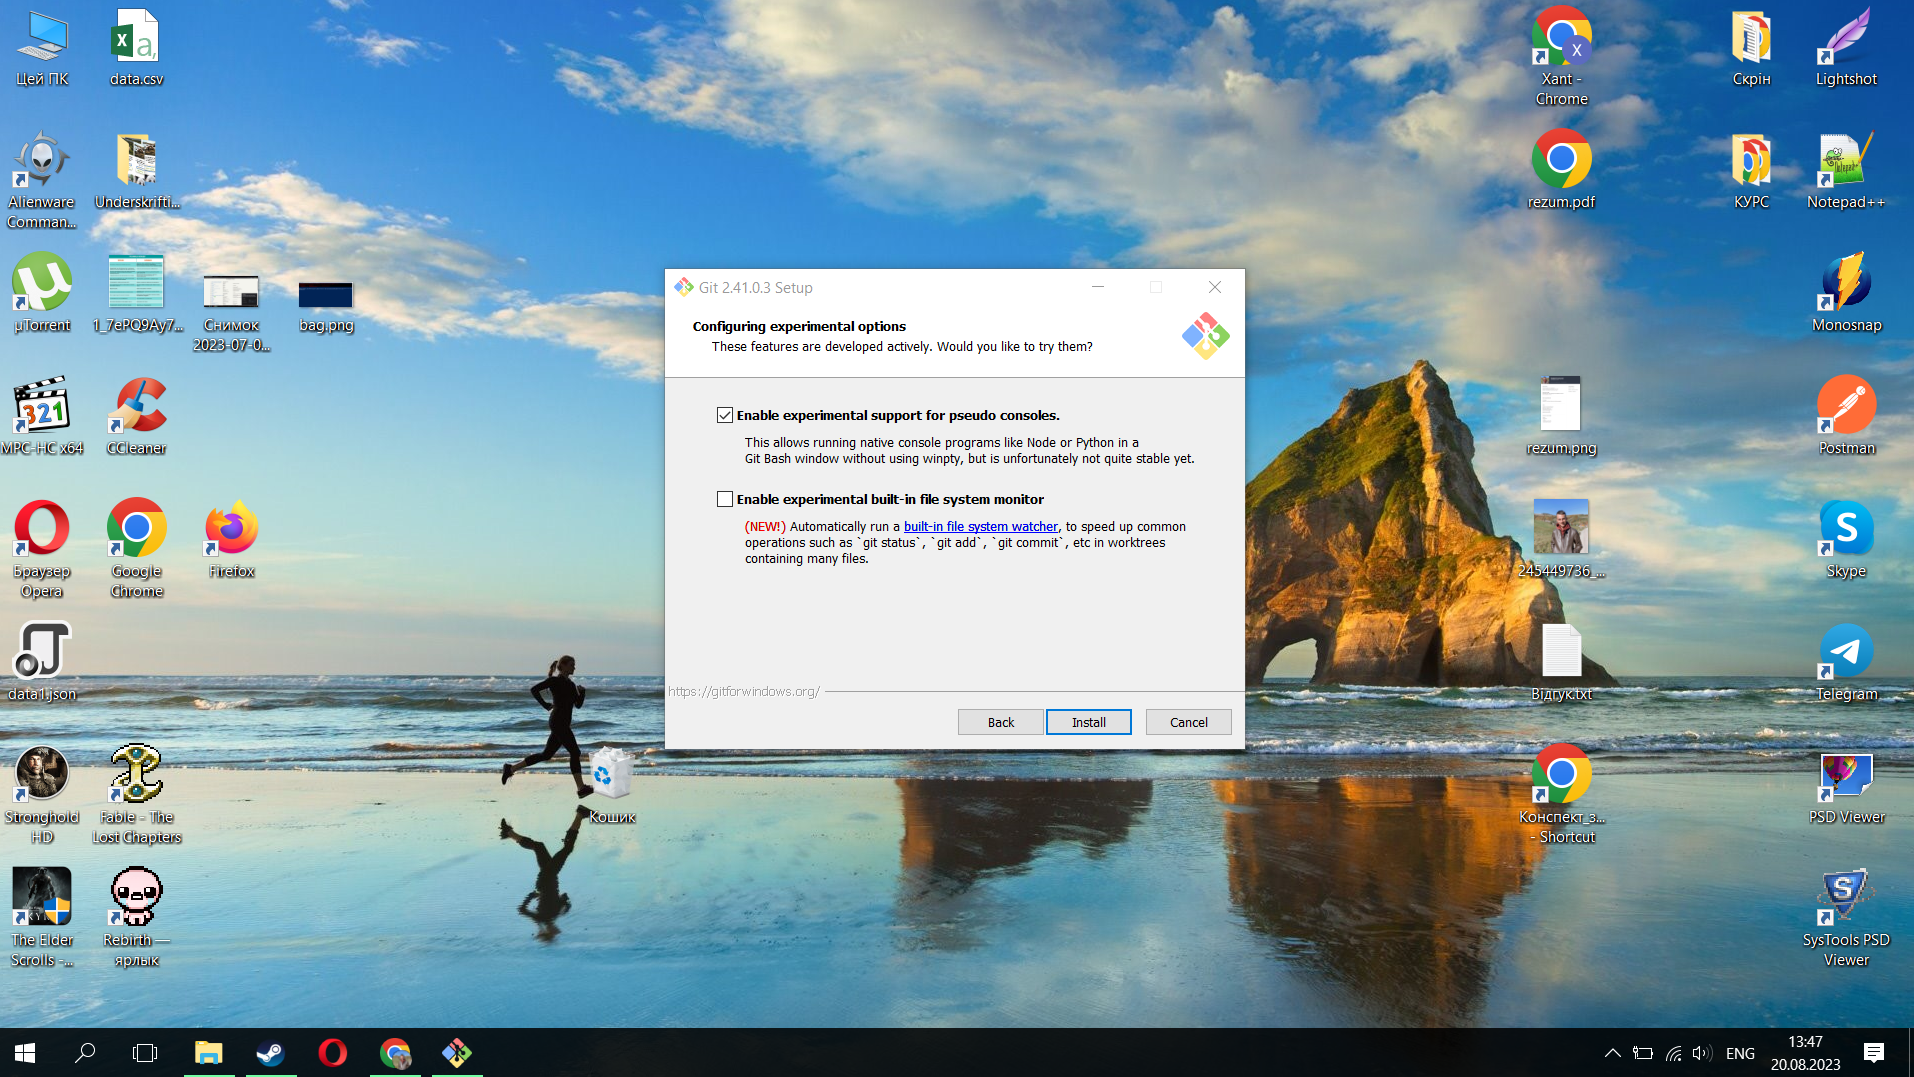 Цей ПК
data.csv
Alienware
Comman...
Underskrifti...
µTorrent
1_7ePQ9Ay7...
Снимок
2023-07-0...
bag.png
MPC-HC x64
CCleaner
Браузер
Opera
Google
Chrome
Firefox
data1.json
Stronghold
HD
Fable - The
Lost Chapters
Кошик
The Elder
Scrolls -...
Rebirth —
ярлык
Git 2.41.0.3 Setup
Configuring experimental options
These features are developed actively. Would you like to try them?
Enable experimental support for pseudo consoles.
This allows running native console programs like Node or Python in a
Git Bash window without using winpty, but is unfortunately not quite stable yet.
Enable experimental built-in file system monitor
(NEW!) Automatically run a built-in file system watcher, to speed up common
operations such as `git status`, `git add`, `git commit`, etc in worktrees
containing many files.
https://gitforwindows.org/
Back
Install
Cancel
X
Xant -
Chrome
Скрін
Lightshot
rezum.pdf
КУРС
Notepad++
Monosnap
rezum.png
Postman
245449736_...
Skype
Відгук.txt
Telegram
Конспект_з...
- Shortcut
PSD Viewer
SysTools PSD
Viewer
ENG
13:47
20.08.2023